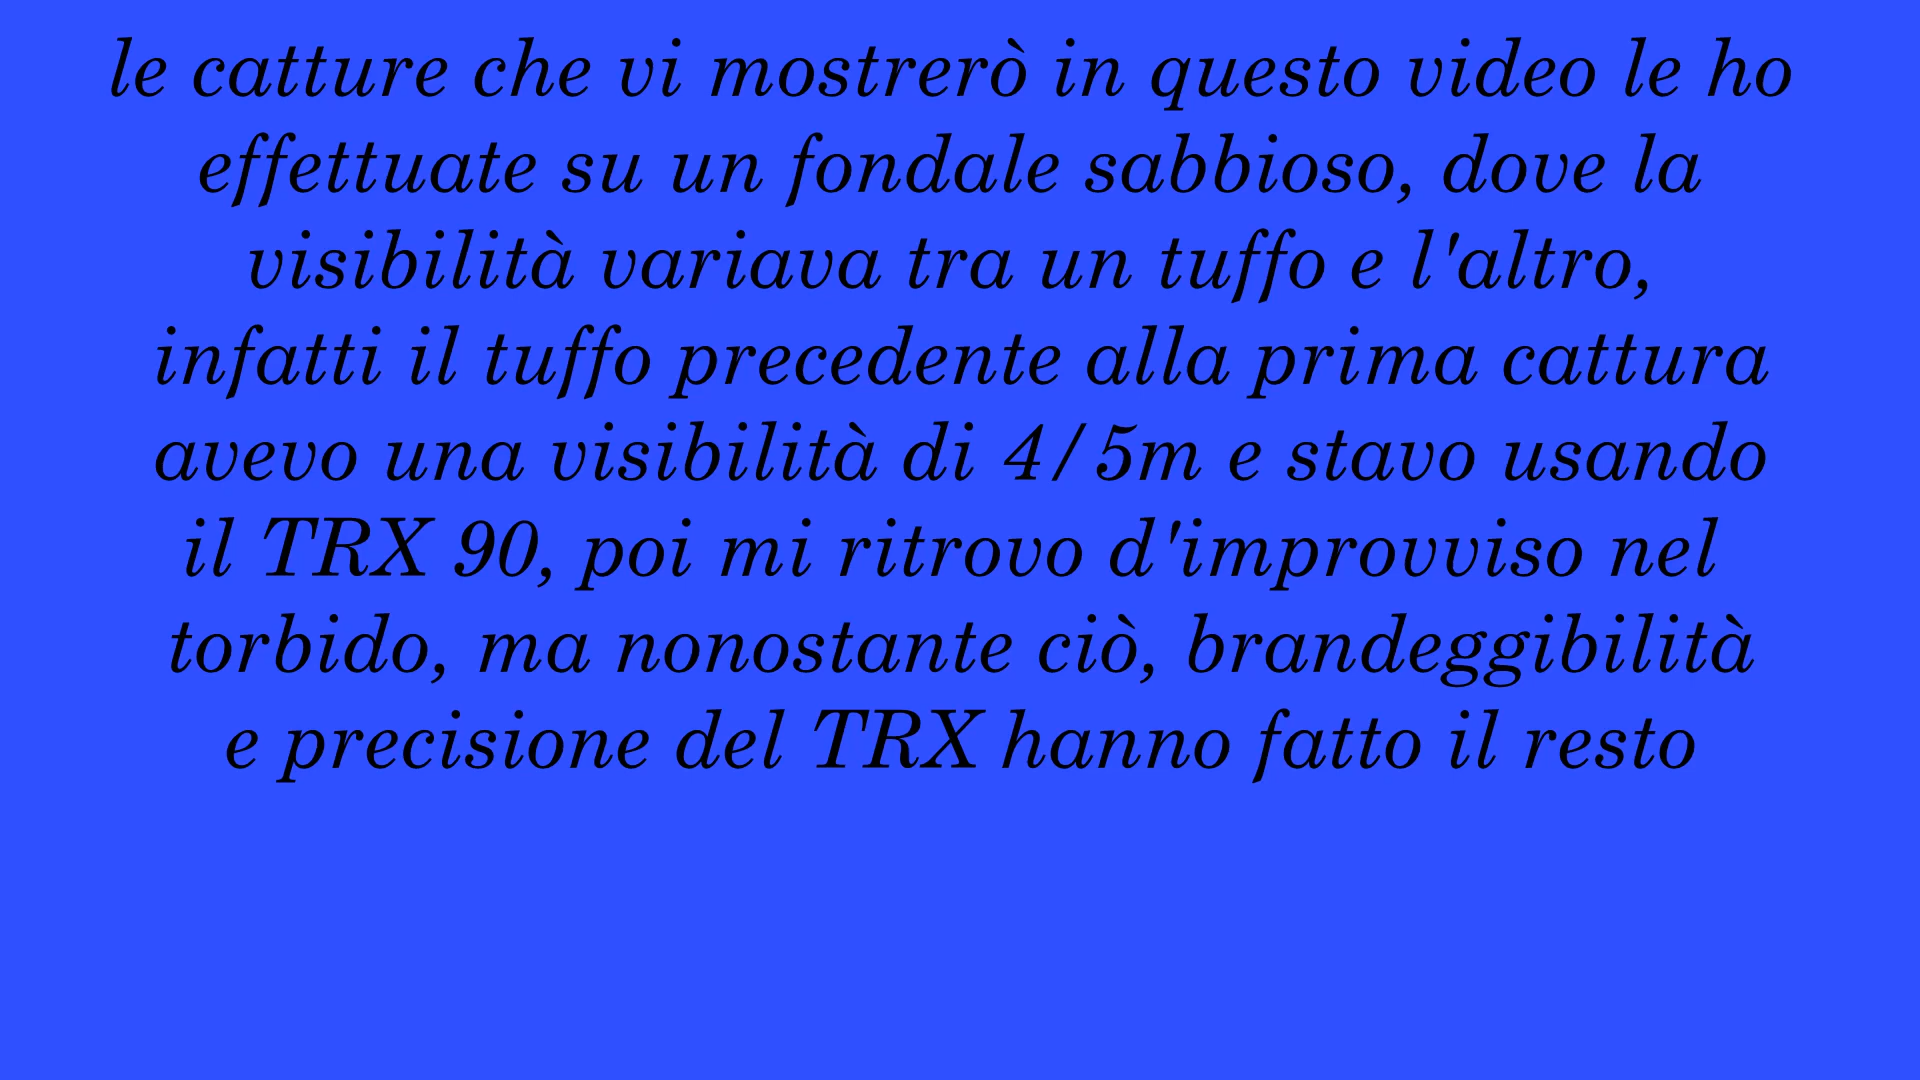 le catture che vi mostrerò in questo video le ho
effettuate su un fondale sabbioso, dove la
visibilità variava tra un tuffo e l'altro,
infatti il tuffo precedente alla prima cattura
avevo una visibilità di 4/5m e stavo usando
il TRX 90, poi mi ritrovo d'improvviso nel
torbido, ma nonostante ciò, brandeggibilità
e precisione del TRX hanno fatto il resto